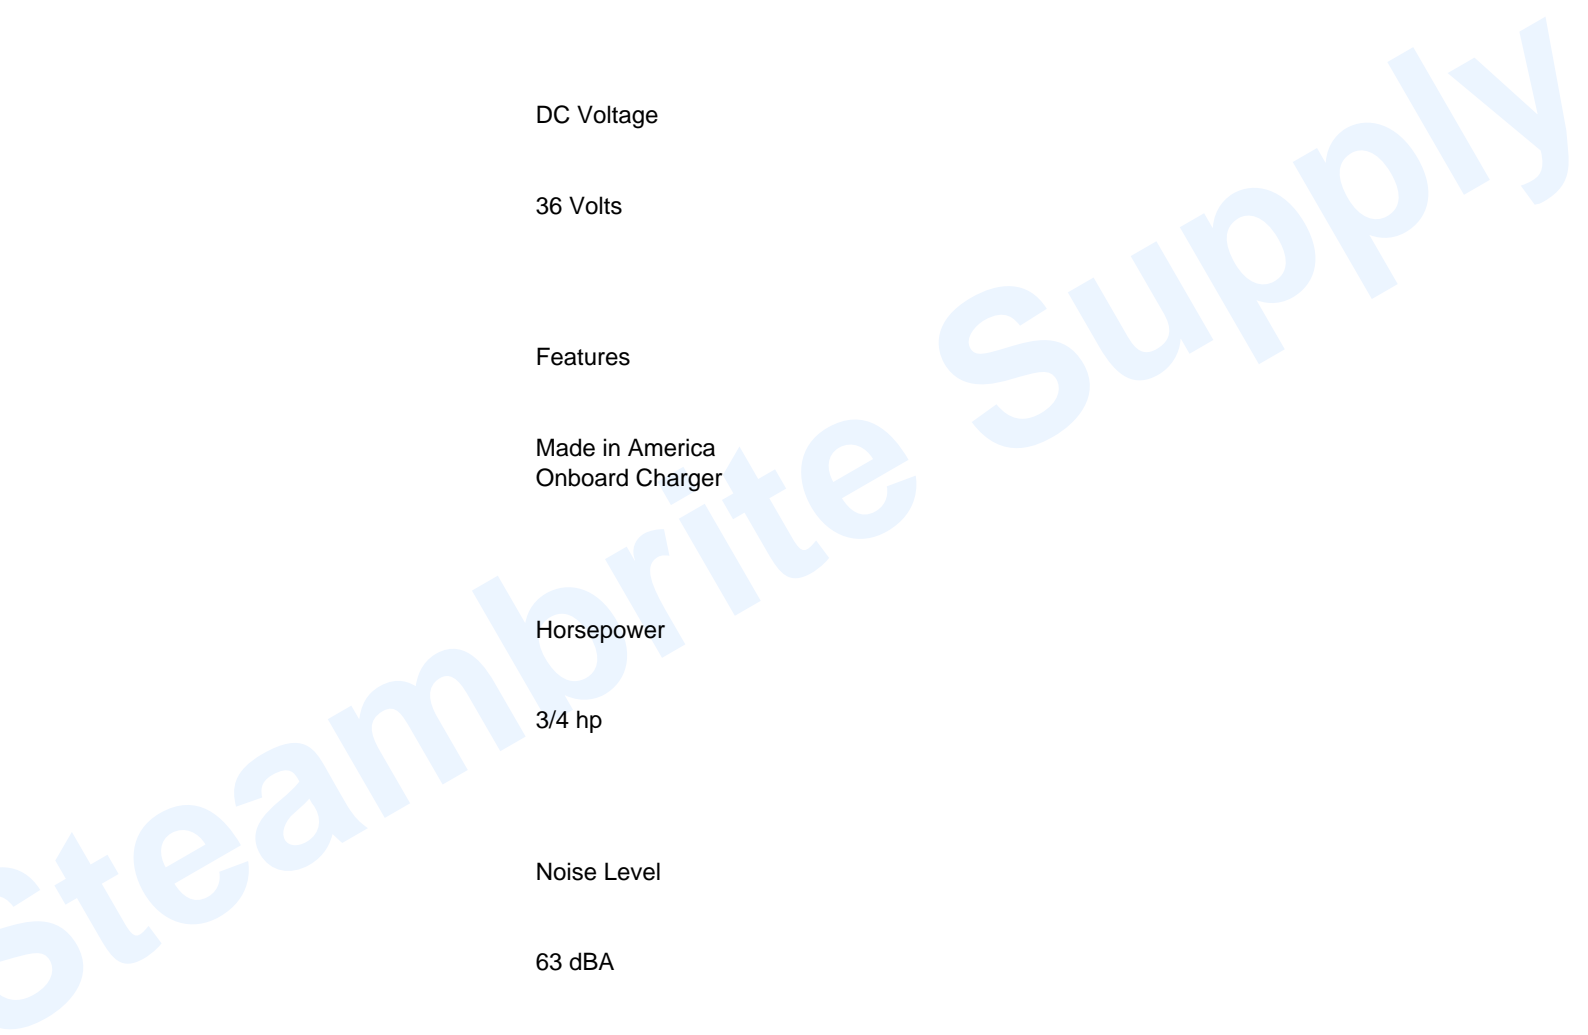 DC Voltage
36 Volts
Features
Made in America
Onboard Charger
Horsepower
3/4 hp
Noise Level
63 dBA
Steambrite Supply